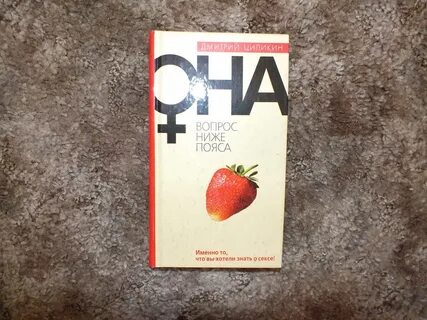 ДМИТРИЙ ЦИЛИКИН
ОНА
ВОПРОС
НИЖЕ
ПОЯСА
Именно то,
что вы хотели знать о сексе!